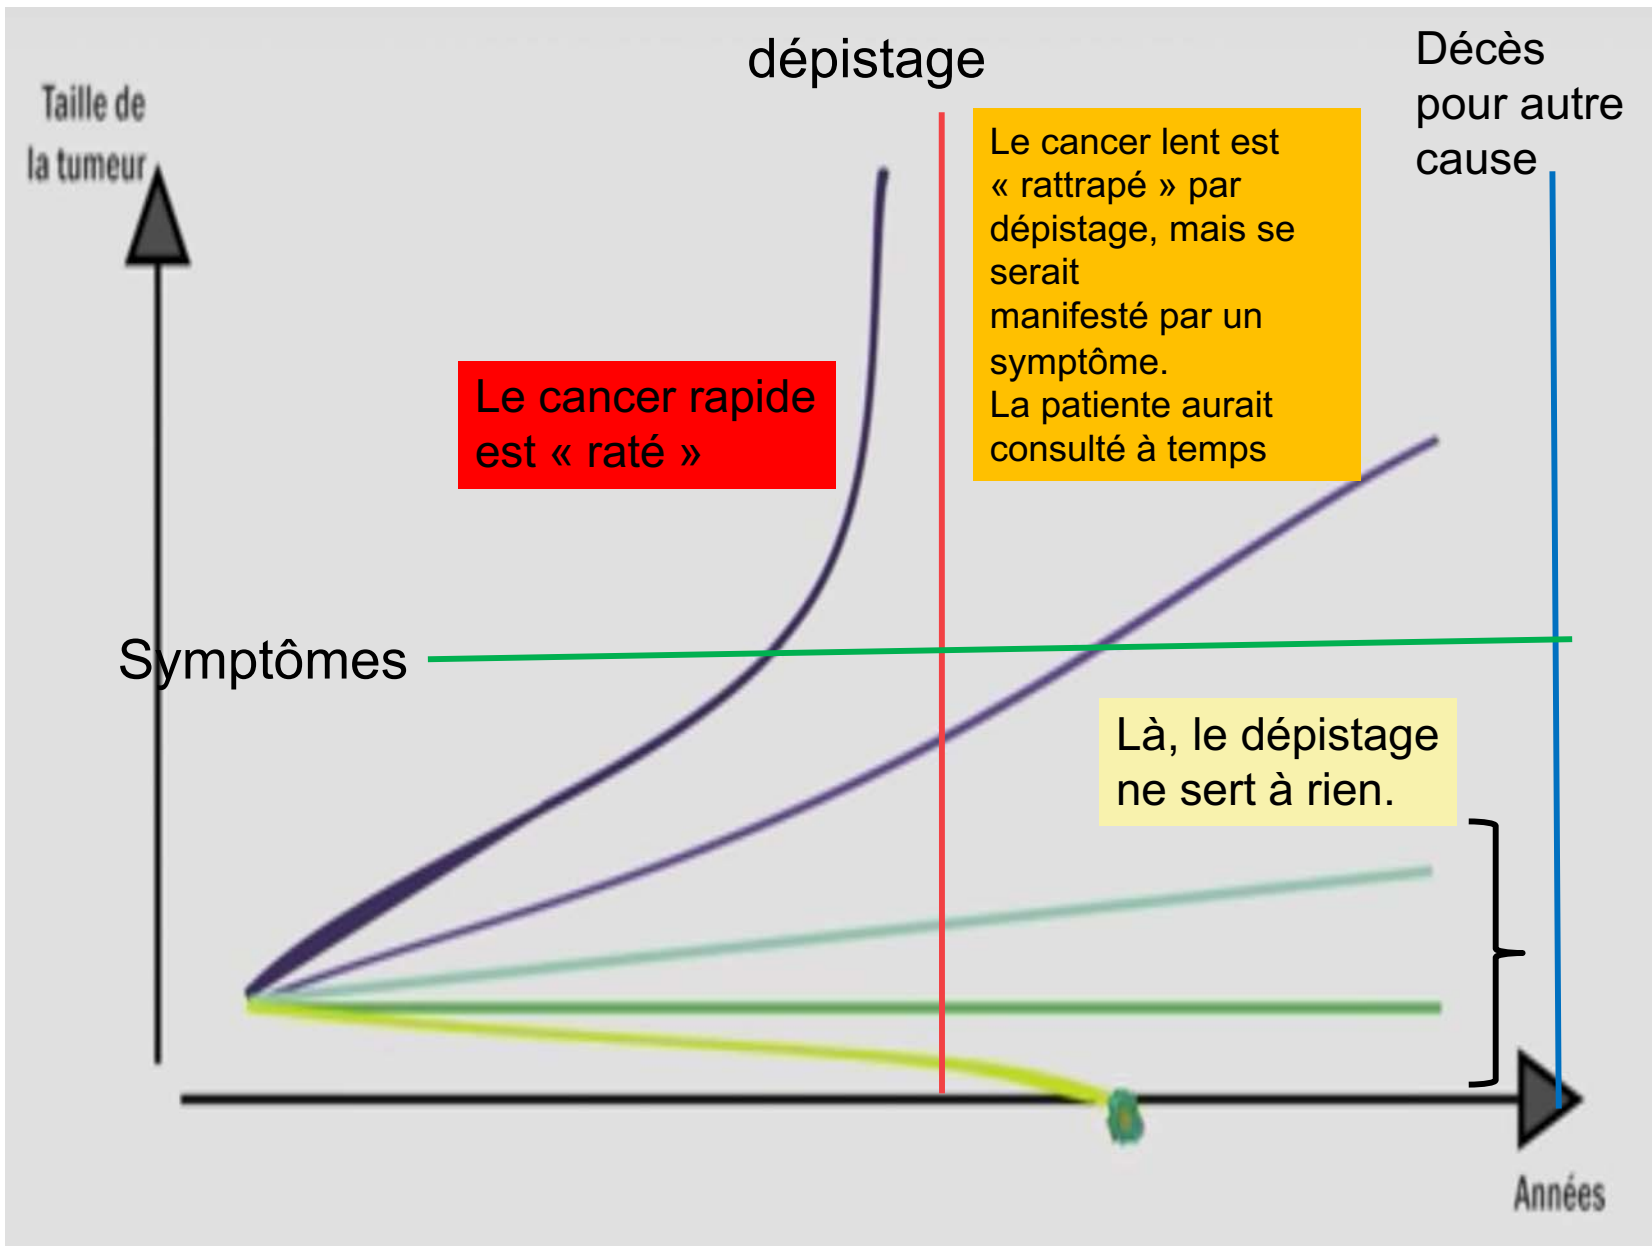 dépistage
Décès
pour autre
cause
Taille de
la tumeur
Le cancer lent est
« rattrapé » par
dépistage, mais se
serait
manifesté par un
symptôme.
La patiente aurait
consulté à temps
Le cancer rapide
est « raté »
Symptômes
Là, le dépistage
ne sert à rien.
Années